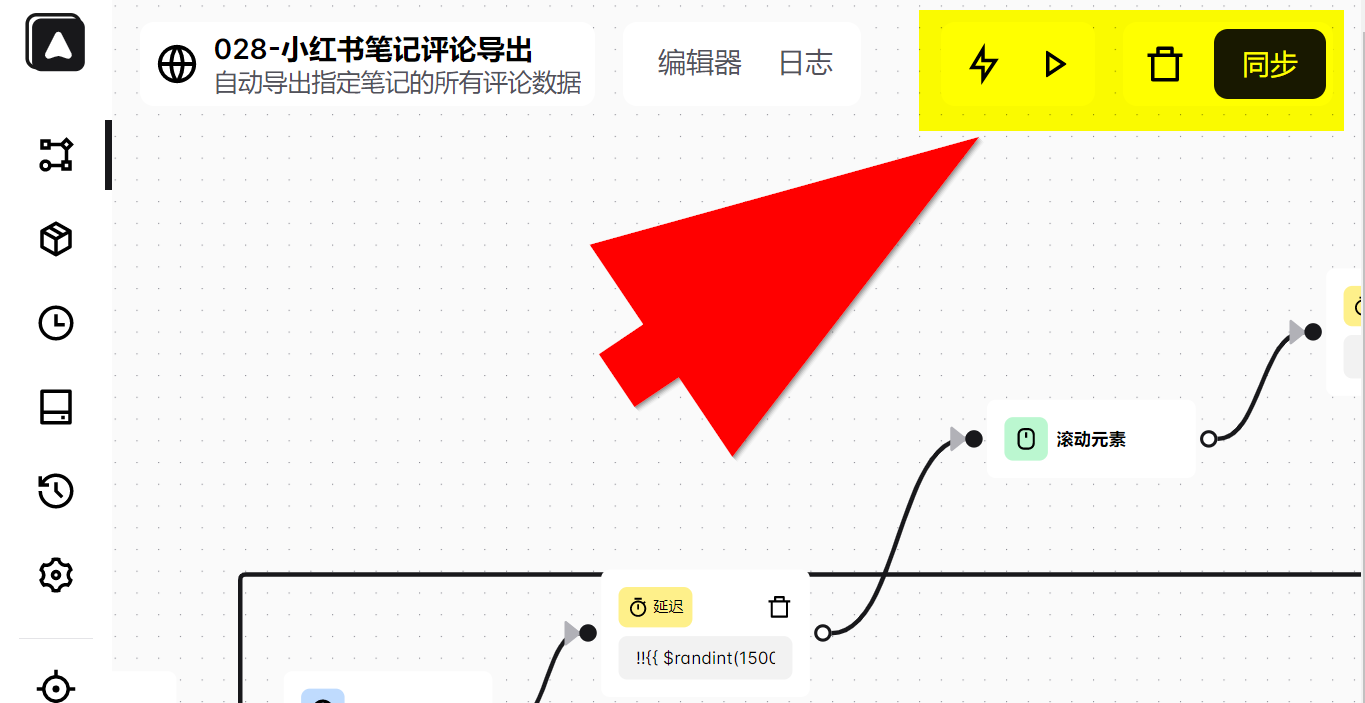 028-小红书笔记评论导出
自动导出指定笔记的所有评论数据
编辑器
日志
同步
滚动元素
延迟
!!{{ $randint(1500